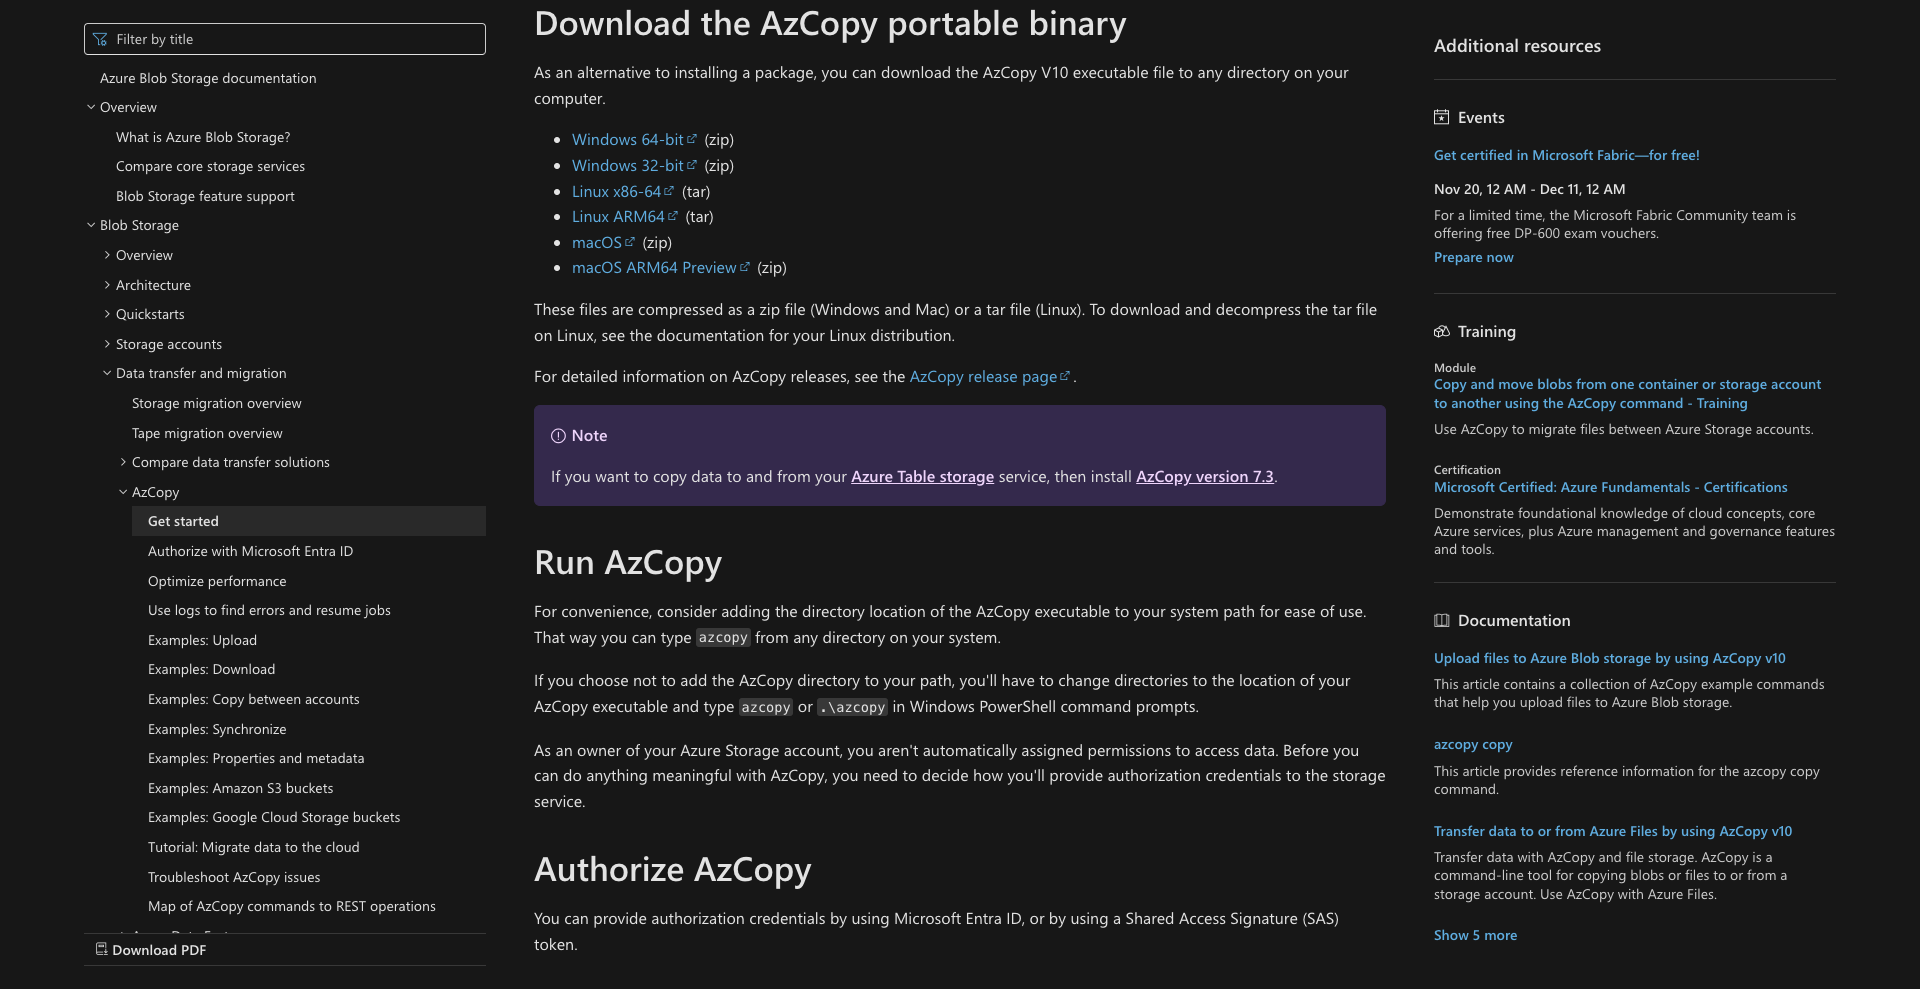 Filter by title
Azure Blob Storage documentation
Overview
What is Azure Blob Storage?
Compare core storage services
Blob Storage feature support
Blob Storage
Overview
Architecture
Quickstarts
Storage accounts
Data transfer and migration
Storage migration overview
Tape migration overview
Compare data transfer solutions
AzCopy
Get started
Authorize with Microsoft Entra ID
Optimize performance
Use logs to find errors and resume jobs
Examples: Upload
Examples: Download
Examples: Copy between accounts
Examples: Synchronize
Examples: Properties and metadata
Examples: Amazon S3 buckets
Examples: Google Cloud Storage buckets
Tutorial: Migrate data to the cloud
Troubleshoot AzCopy issues
Map of AzCopy commands to REST operations
Download PDF
Download the AzCopy portable binary
As an alternative to installing a package, you can download the AzCopy V10 executable file to any directory on your
computer.
Windows 64-bit (zip)
Windows 32-bit (zip)
Linux x86-64 (tar)
Linux ARM64 (tar)
macOS (zip)
macOS ARM64 Preview (zip)
These files are compressed as a zip file (Windows and Mac) or a tar file (Linux). To download and decompress the tar file
on Linux, see the documentation for your Linux distribution.
For detailed information on AzCopy releases, see the AzCopy release page.
Note
If you want to copy data to and from your Azure Table storage service, then install AzCopy version 7.3.
Run AzCopy
For convenience, consider adding the directory location of the AzCopy executable to your system path for ease of use.
That way you can type azcopy from any directory on your system.
If you choose not to add the AzCopy directory to your path, you'll have to change directories to the location of your
AzCopy executable and type azcopy or .\azcopy in Windows PowerShell command prompts.
As an owner of your Azure Storage account, you aren't automatically assigned permissions to access data. Before you
can do anything meaningful with AzCopy, you need to decide how you'll provide authorization credentials to the storage
service.
Authorize AzCopy
You can provide authorization credentials by using Microsoft Entra ID, or by using a Shared Access Signature (SAS)
token.
Additional resources
Events
Get certified in Microsoft Fabric—for free!
Nov 20, 12 AM - Dec 11, 12 AM
For a limited time, the Microsoft Fabric Community team is
offering free DP-600 exam vouchers.
Prepare now
Training
Module
Copy and move blobs from one container or storage account
to another using the AzCopy command - Training
Use AzCopy to migrate files between Azure Storage accounts.
Certification
Microsoft Certified: Azure Fundamentals - Certifications
Demonstrate foundational knowledge of cloud concepts, core
Azure services, plus Azure management and governance features
and tools.
Documentation
Upload files to Azure Blob storage by using AzCopy v10
This article contains a collection of AzCopy example commands
that help you upload files to Azure Blob storage.
azcopy copy
This article provides reference information for the azcopy copy
command.
Transfer data to or from Azure Files by using AzCopy v10
Transfer data with AzCopy and file storage. AzCopy is a
command-line tool for copying blobs or files to or from a
storage account. Use AzCopy with Azure Files.
Show 5 more